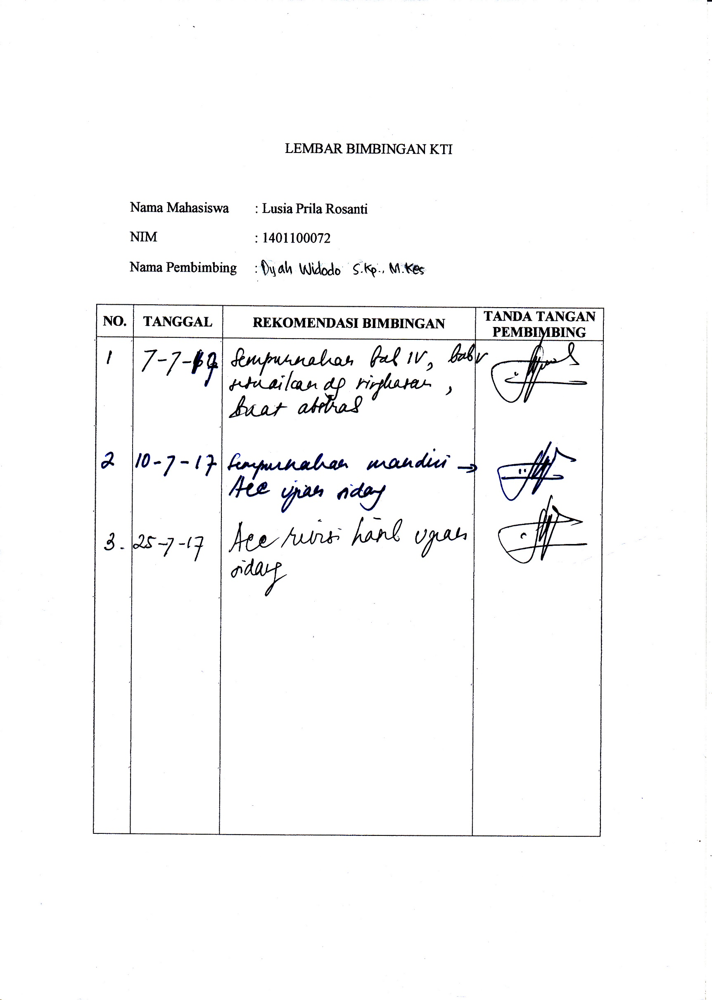 LEMBAR BIMBINGAN KTI
Nama Mahasiswa : Lusia Prila Rosanti
NIM : 1401100072
Nama Pembimbing : Dyah Widodo S.Kp., M.Kes
NO. TANGGAL REKOMENDASI BIMBINGAN TANDA TANGAN PEMBIMBING
1 7-7-17 Sempurnakan bab IV, bab V
sesuaikan dg ringkasan,
buat abstrak
2 10-7-17 Sempurnakan mandiri →
Acc ujian sidang
3. 25-7-17 Acc revisi hasil ujian
sidang